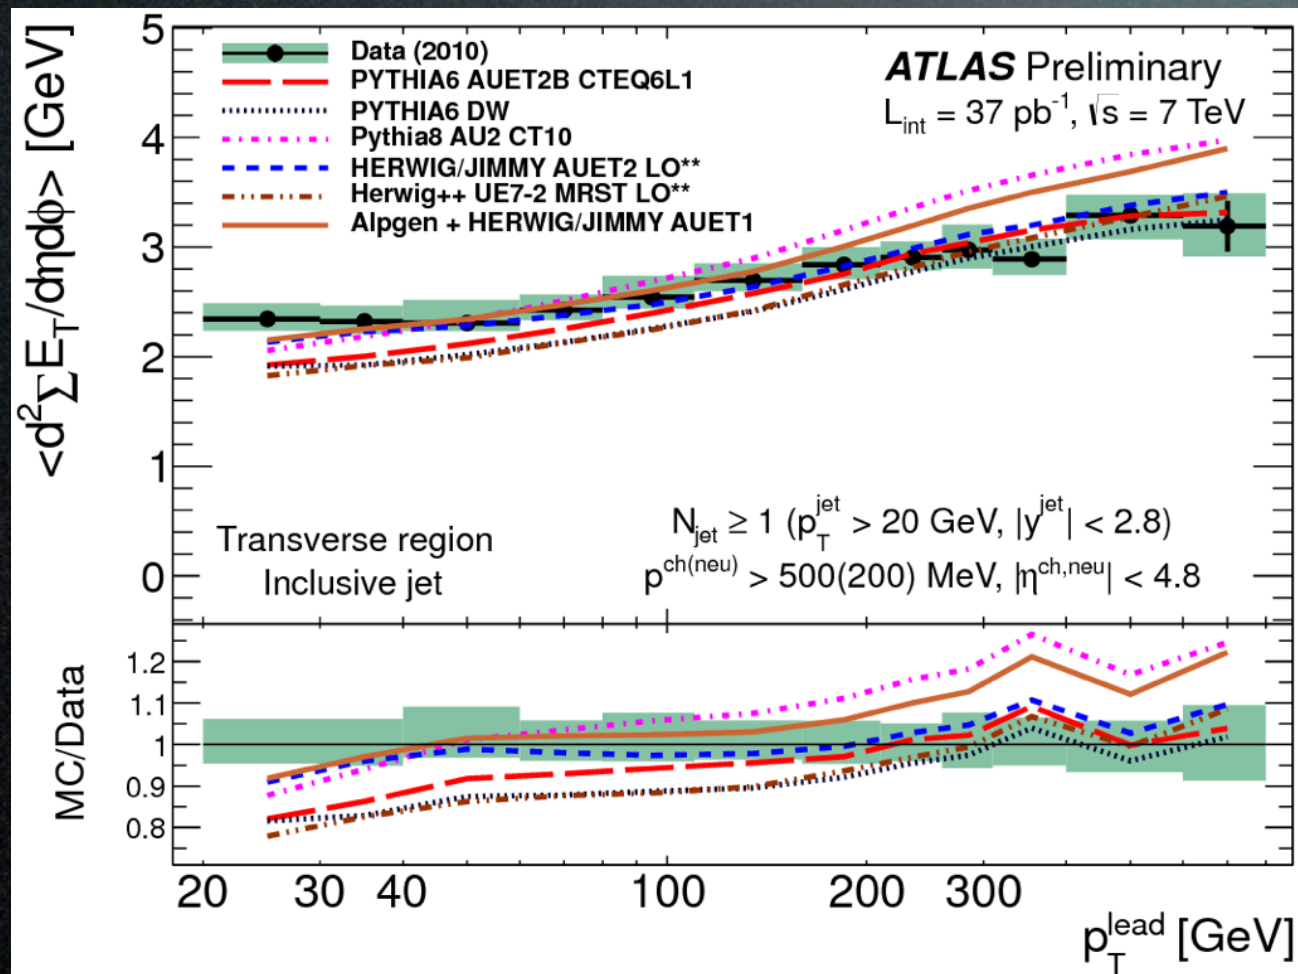 <d²ΣE_T/dηdϕ> [GeV]
5
4
3
2
1
0
Data (2010)
PYTHIA6 AUET2B CTEQ6L1
PYTHIA6 DW
Pythia8 AU2 CT10
HERWIG/JIMMY AUET2 LO**
Herwig++ UE7-2 MRST LO**
Alpgen + HERWIG/JIMMY AUET1
ATLAS Preliminary
L_int = 37 pb⁻¹, √s = 7 TeV
Transverse region
Inclusive jet
N_jet ≥ 1 (p_T^jet > 20 GeV, |y^jet| < 2.8)
p^ch(neu) > 500(200) MeV, |η^ch,neu| < 4.8
MC/Data
1.2
1.1
1
0.9
0.8
20 30 40 100 200 300
p_T^lead [GeV]